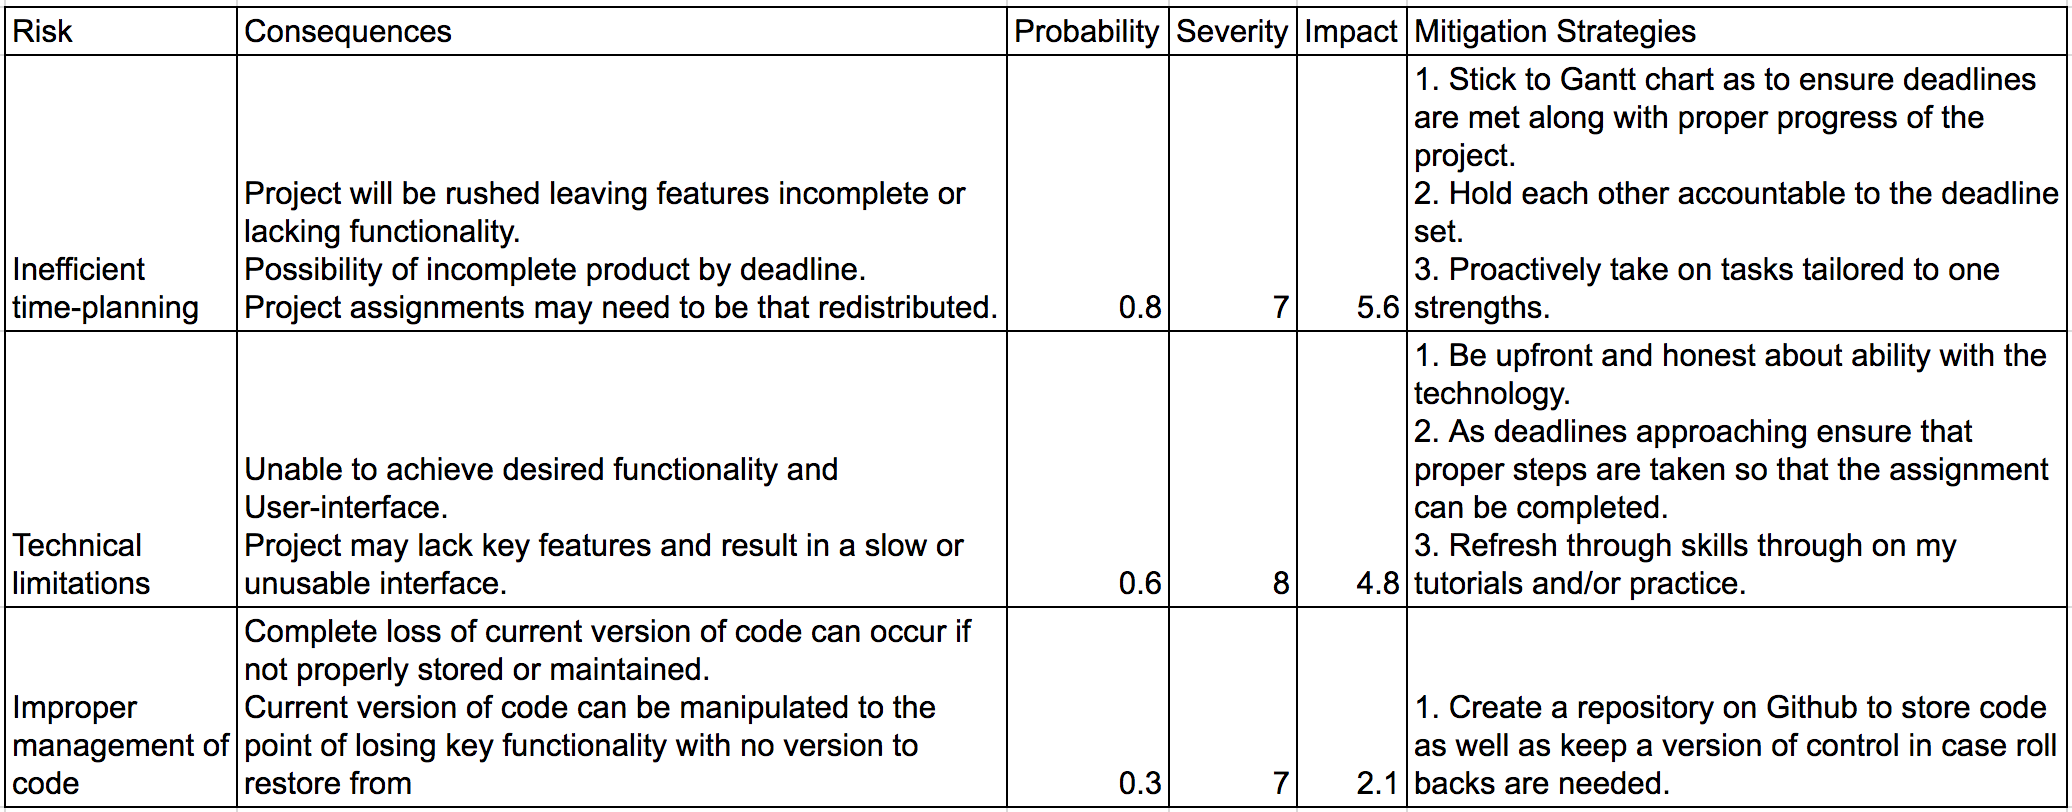 Risk Consequences Probability Severity Impact Mitigation Strategies
Inefficient
time-planning
Project will be rushed leaving features incomplete or
lacking functionality.
Possibility of incomplete product by deadline.
Project assignments may need to be that redistributed.
0.8
7
5.6
1. Stick to Gantt chart as to ensure deadlines
are met along with proper progress of the
project.
2. Hold each other accountable to the deadline
set.
3. Proactively take on tasks tailored to one
strengths.
Technical
limitations
Unable to achieve desired functionality and
User-interface.
Project may lack key features and result in a slow or
unusable interface.
0.6
8
4.8
1. Be upfront and honest about ability with the
technology.
2. As deadlines approaching ensure that
proper steps are taken so that the assignment
can be completed.
3. Refresh through skills through on my
tutorials and/or practice.
Improper
management of
code
Complete loss of current version of code can occur if
not properly stored or maintained.
Current version of code can be manipulated to the
point of losing key functionality with no version to
restore from
0.3
7
2.1
1. Create a repository on Github to store code
as well as keep a version of control in case roll
backs are needed.